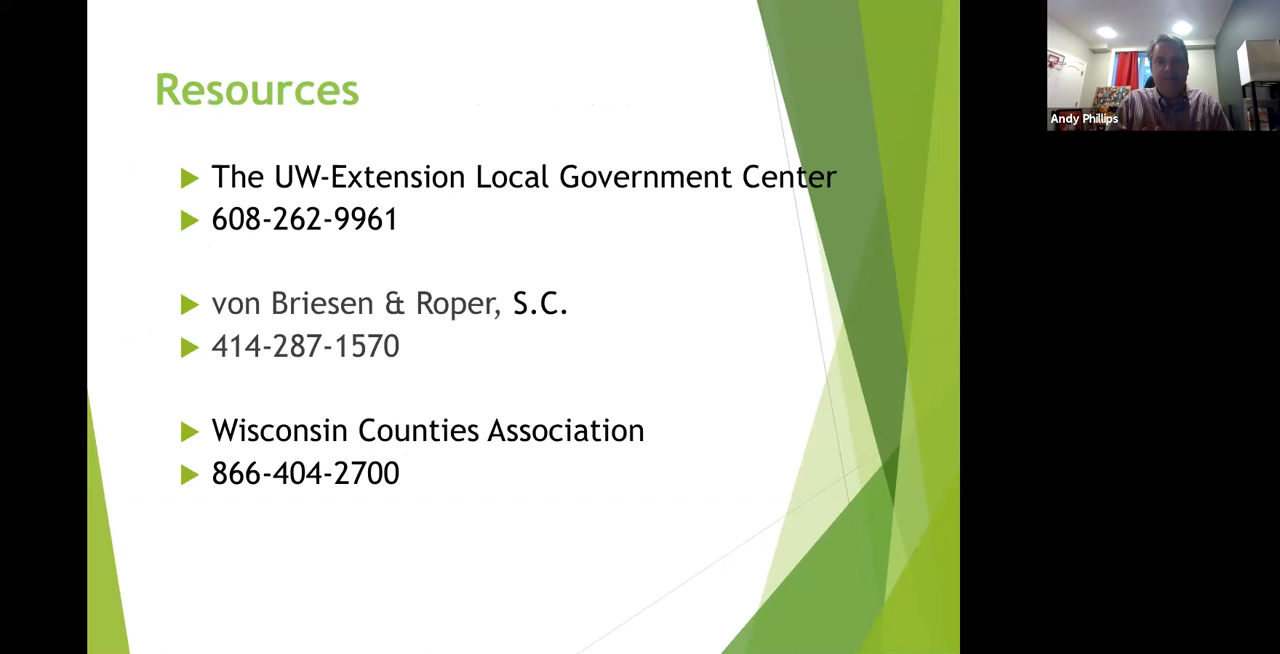 Resources
The UW-Extension Local Government Center
608-262-9961
von Briesen & Roper, S.C.
414-287-1570
Wisconsin Counties Association
866-404-2700
Andy Phillips